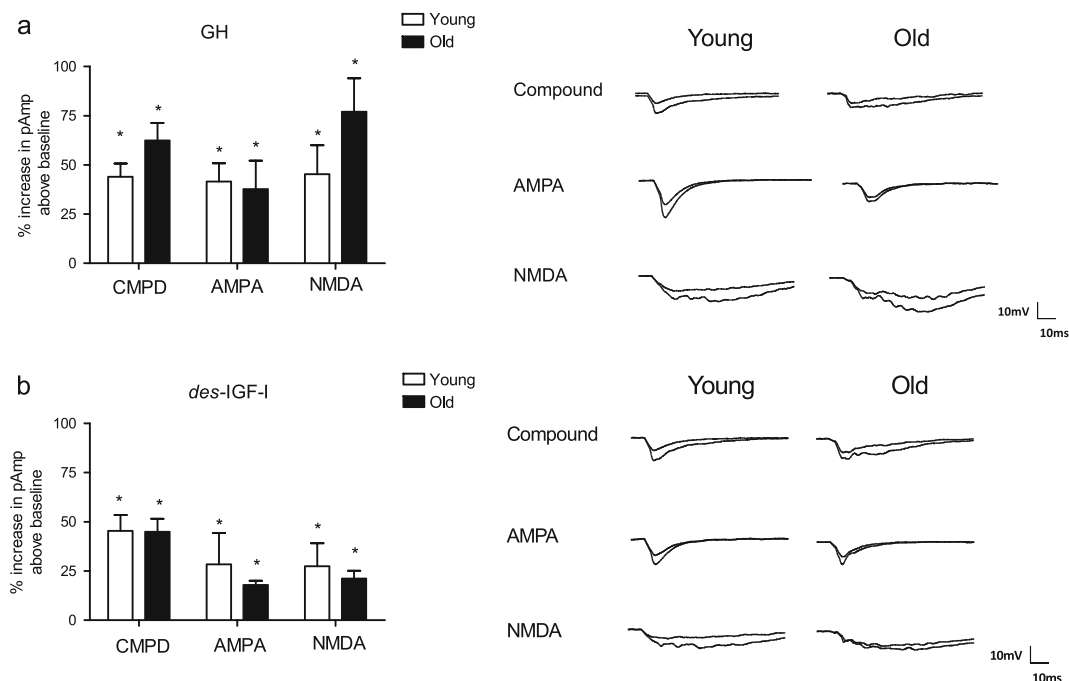 a
GH
Young
Old
% increase in pAmp
above baseline
100
75
50
25
0
* * * * * *
CMPD AMPA NMDA
Young Old
Compound
AMPA
NMDA
10mV
10ms
b
des-IGF-I
Young
Old
% increase in pAmp
above baseline
100
75
50
25
0
* * * * * *
CMPD AMPA NMDA
Young Old
Compound
AMPA
NMDA
10mV
10ms